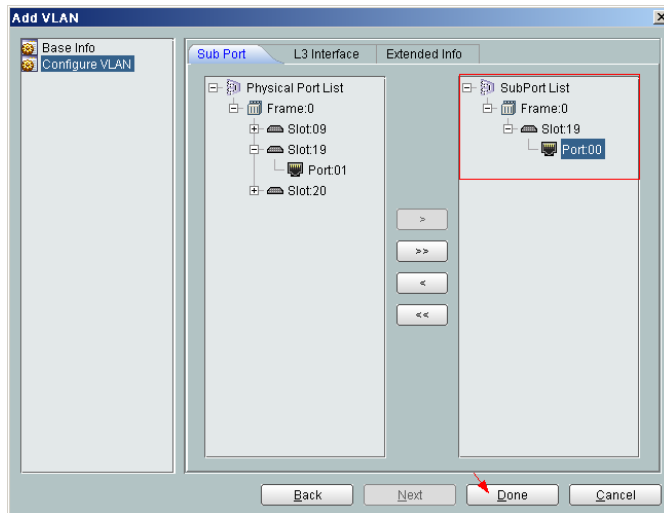 Add VLAN
Base Info
Configure VLAN
Sub Port
L3 Interface
Extended Info
Physical Port List
Frame:0
Slot:09
Slot:19
Port:01
Slot:20
>
>>
<
<<
SubPort List
Frame:0
Slot:19
Port:00
Back
Next
Done
Cancel